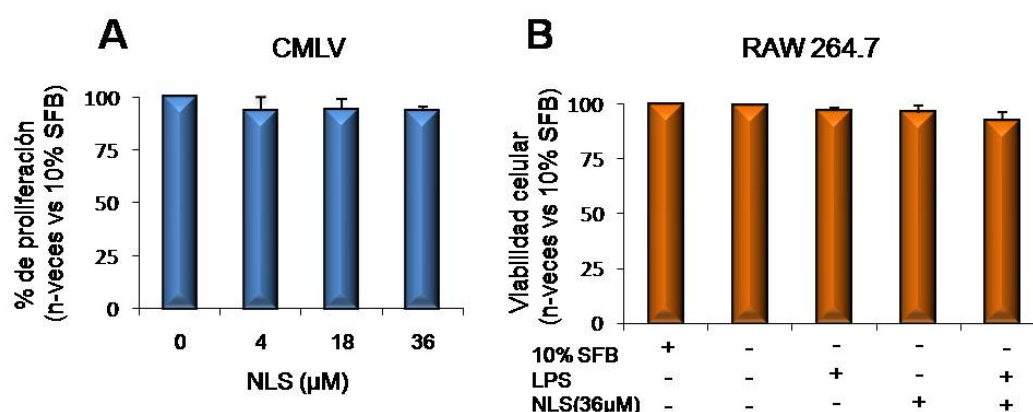 A
CMLV
% de proliferación
(n-veces vs 10% SFB)
100
75
50
25
0
0 4 18 36
NLS (µM)
B
RAW 264.7
Viabilidad celular
(n-veces vs 10% SFB)
100
75
50
25
0
10% SFB + - - - -
LPS - - + - +
NLS(36µM) - - - + +